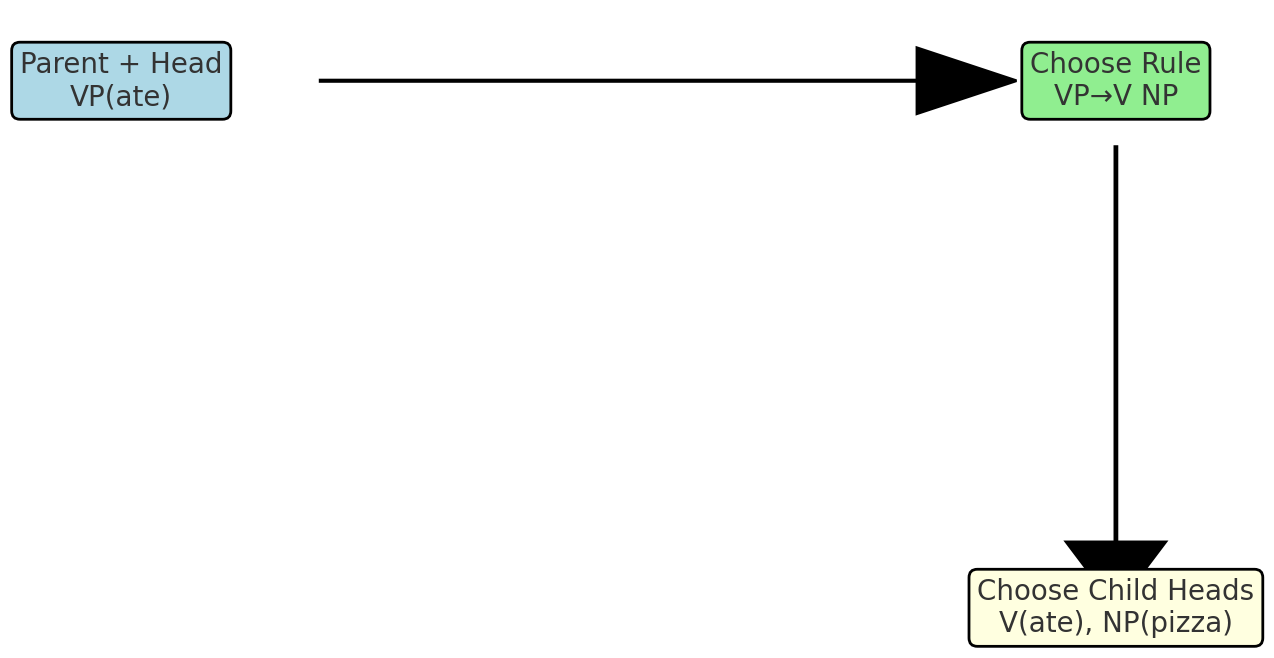 Parent + Head
VP(ate)
Choose Rule
VP→V NP
Choose Child Heads
V(ate), NP(pizza)